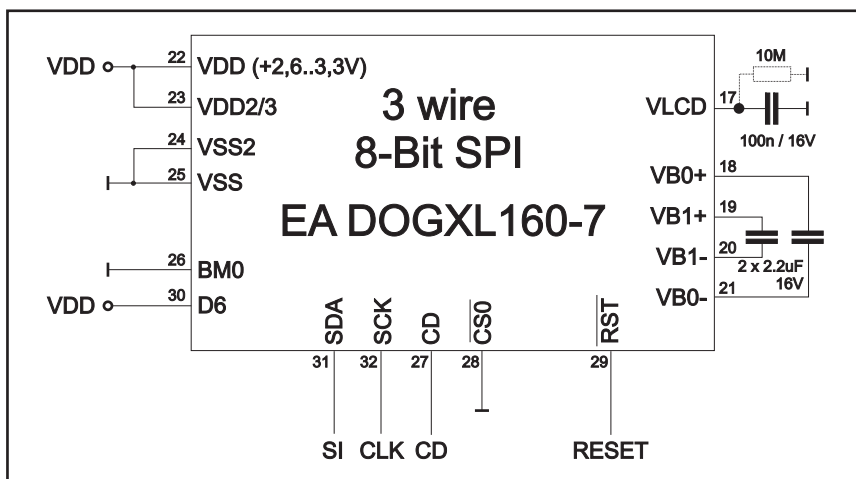 VDD
22
VDD (+2,6..3,3V)
23
VDD2/3
24
VSS2
25
VSS
26
BM0
VDD
30
D6
3 wire
8-Bit SPI
EA DOGXL160-7
10M
VLCD
17
100n / 16V
VB0+
18
VB1+
19
VB1-
20
2 x 2.2uF
16V
VB0-
21
SDA
SCK
CD
CS0
RST
31
32
27
28
29
SI
CLK
CD
RESET